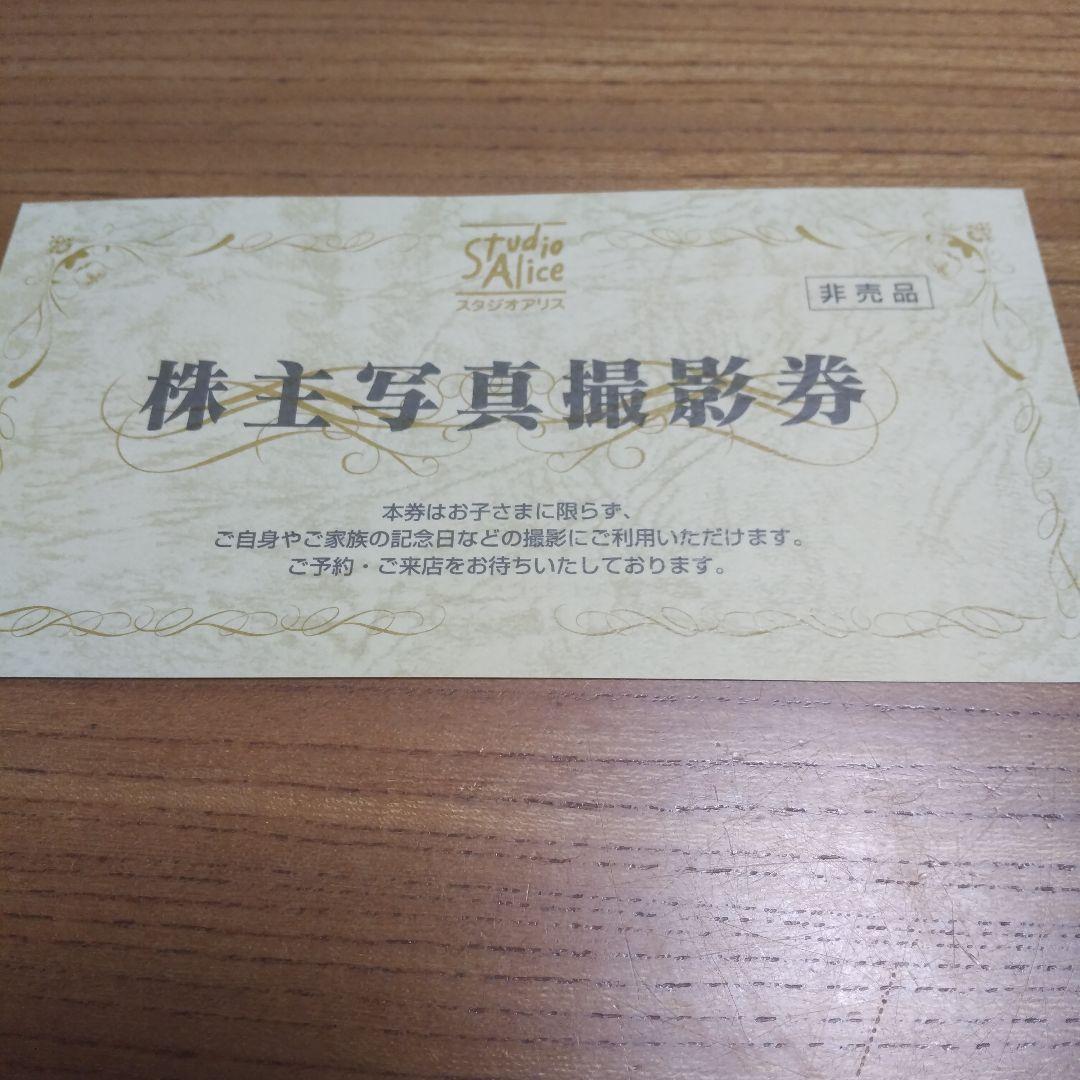 Studio
Alice
スタジオアリス
非売品
株主写真撮影券
本券はお子さまに限らず、
ご自身やご家族の記念日などの撮影にご利用いただけます。
ご予約・ご来店をお待ちいたしております。